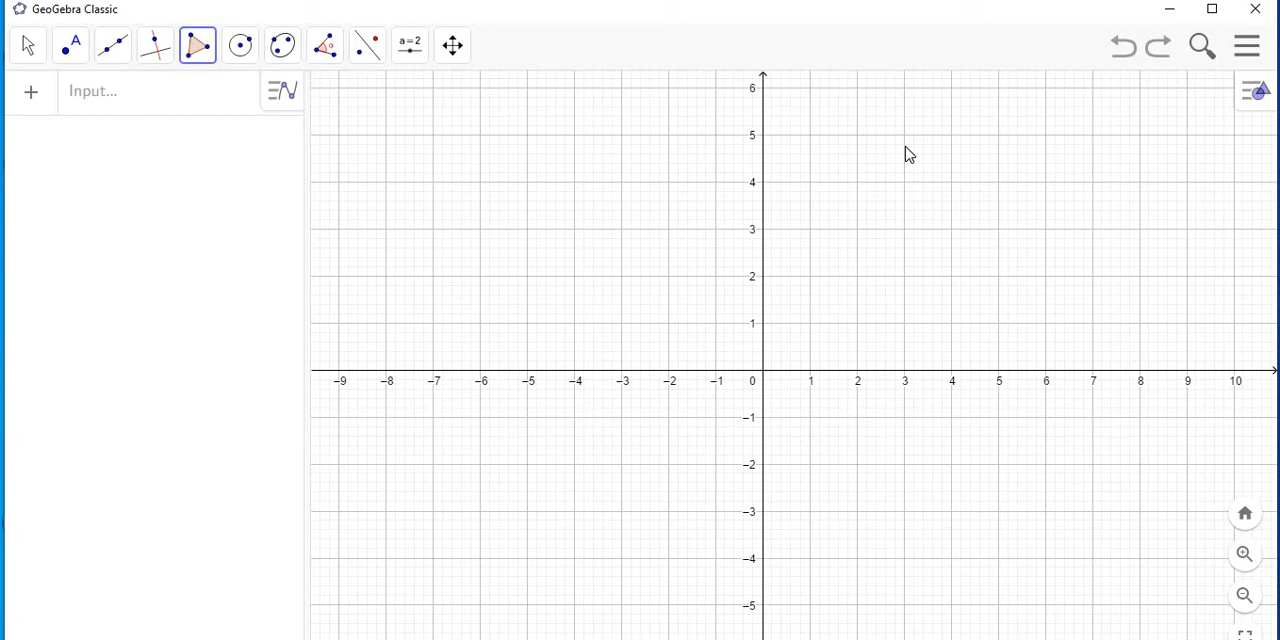 GeoGebra Classic
A
α
a=2
Input...
6
5
4
3
2
1
−9 −8 −7 −6 −5 −4 −3 −2 −1 0 1 2 3 4 5 6 7 8 9 10
−1
−2
−3
−4
−5